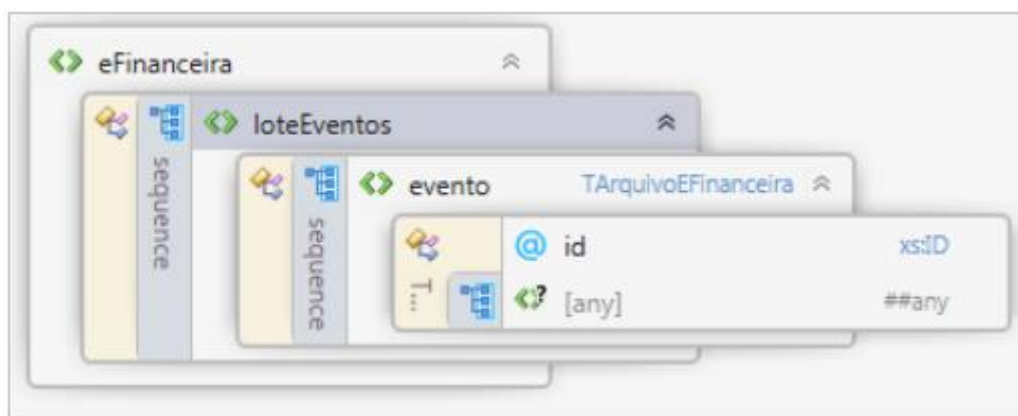 eFinanceira
loteEventos
sequence
evento TArquivoEFinanceira
sequence
id xs:ID
T...
[any] ##any